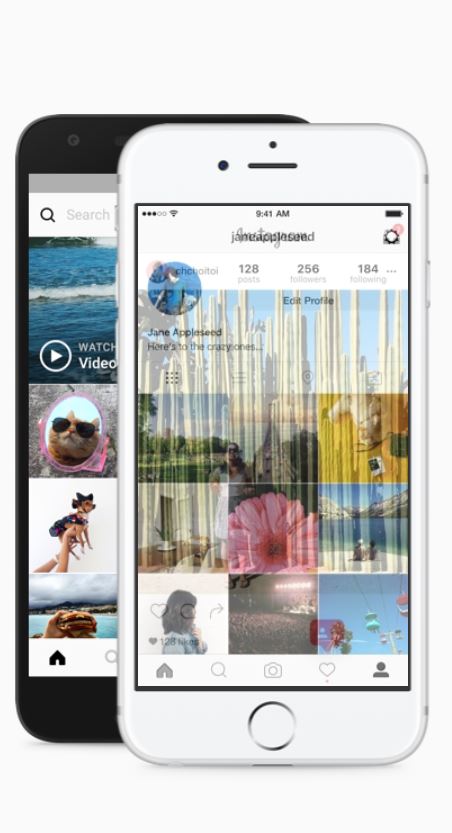 Search
WATCH
Video
9:41 AM
Instagram
janeappleseed
chchoitoi
128
posts
256
followers
184
following
...
Edit Profile
Jane Appleseed
Here's to the crazy ones...
128 likes